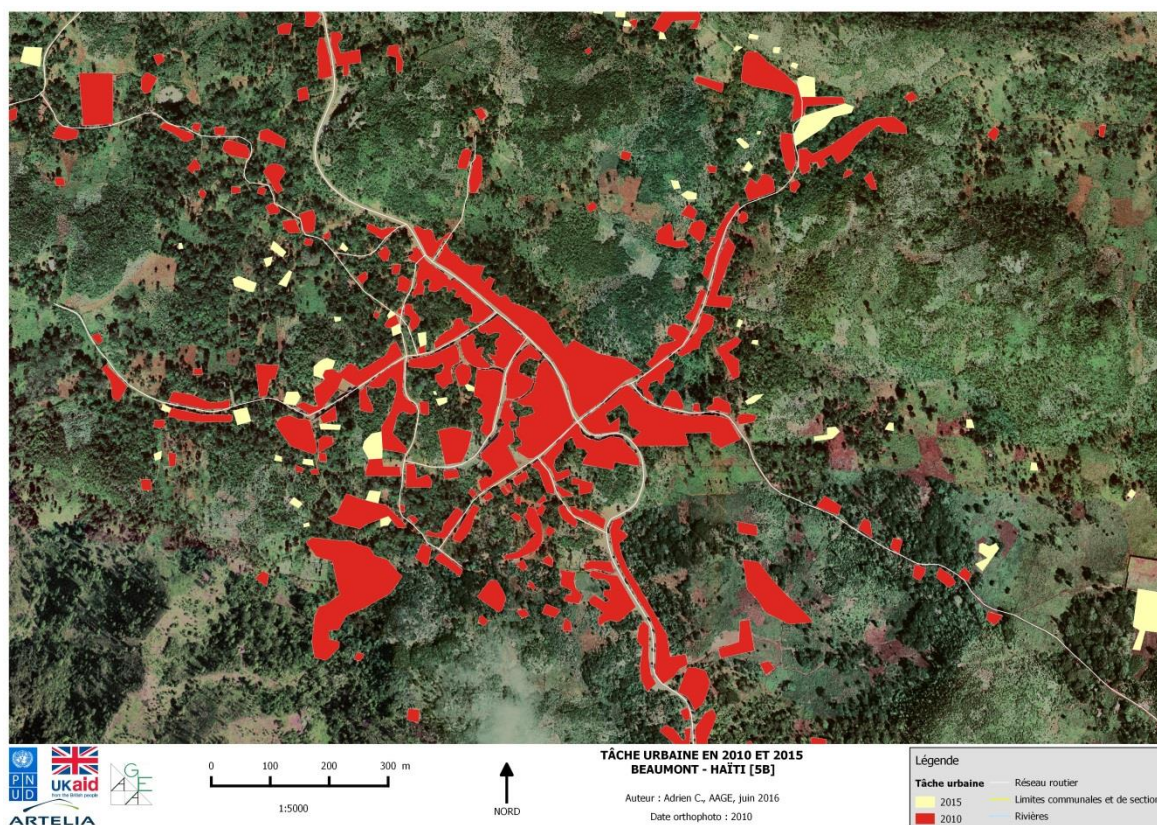 TÂCHE URBAINE EN 2010 ET 2015
BEAUMONT - HAÏTI [5B]
Auteur : Adrien C., AAGE, juin 2016
Date orthophoto : 2010
P N
U D
UKaid
from the British people
ARTELIA
A G E A
0 100 200 300 m
1:5000
NORD
Légende
Tâche urbaine
2015
2010
Réseau routier
Limites communales et de section
Rivières